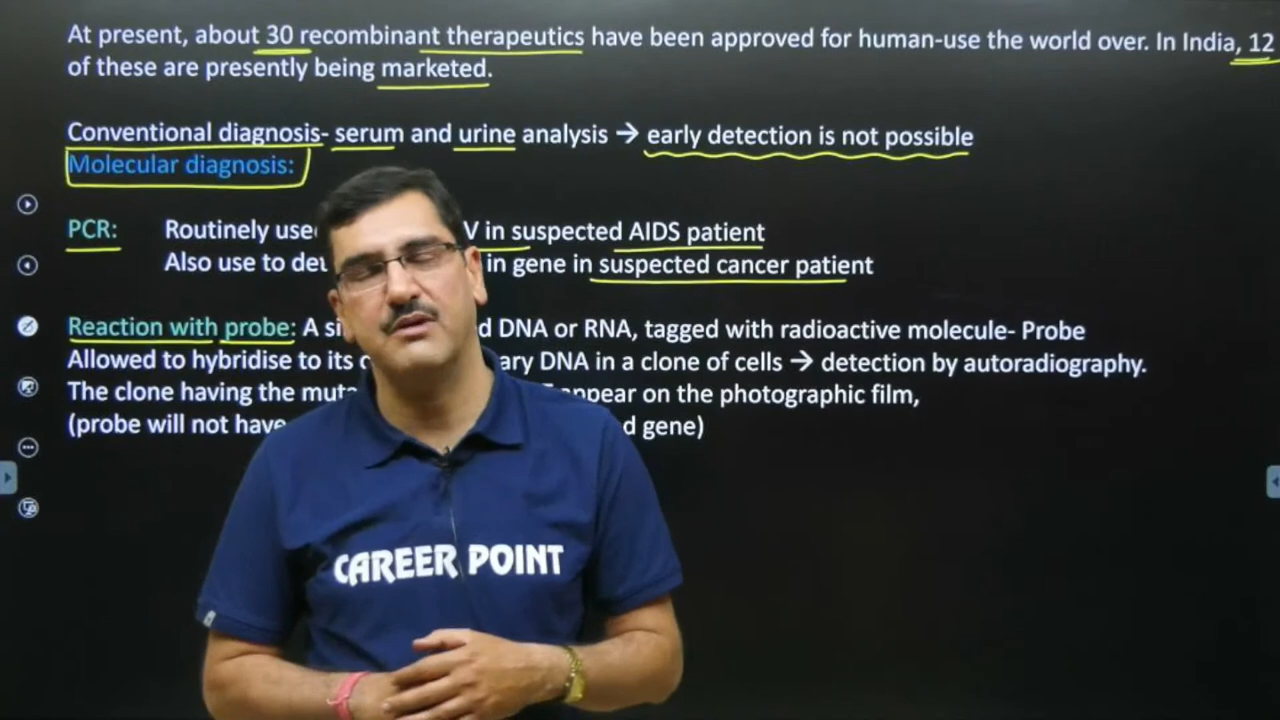 At present, about 30 recombinant therapeutics have been approved for human-use the world over. In India, 12
of these are presently being marketed.
Conventional diagnosis- serum and urine analysis → early detection is not possible
Molecular diagnosis:
PCR: Routinely use V in suspected AIDS patient
Also use to de in gene in suspected cancer patient
Reaction with probe: A si d DNA or RNA, tagged with radioactive molecule- Probe
Allowed to hybridise to its ary DNA in a clone of cells → detection by autoradiography.
The clone having the mut appear on the photographic film,
(probe will not have d gene)
CAREER POINT